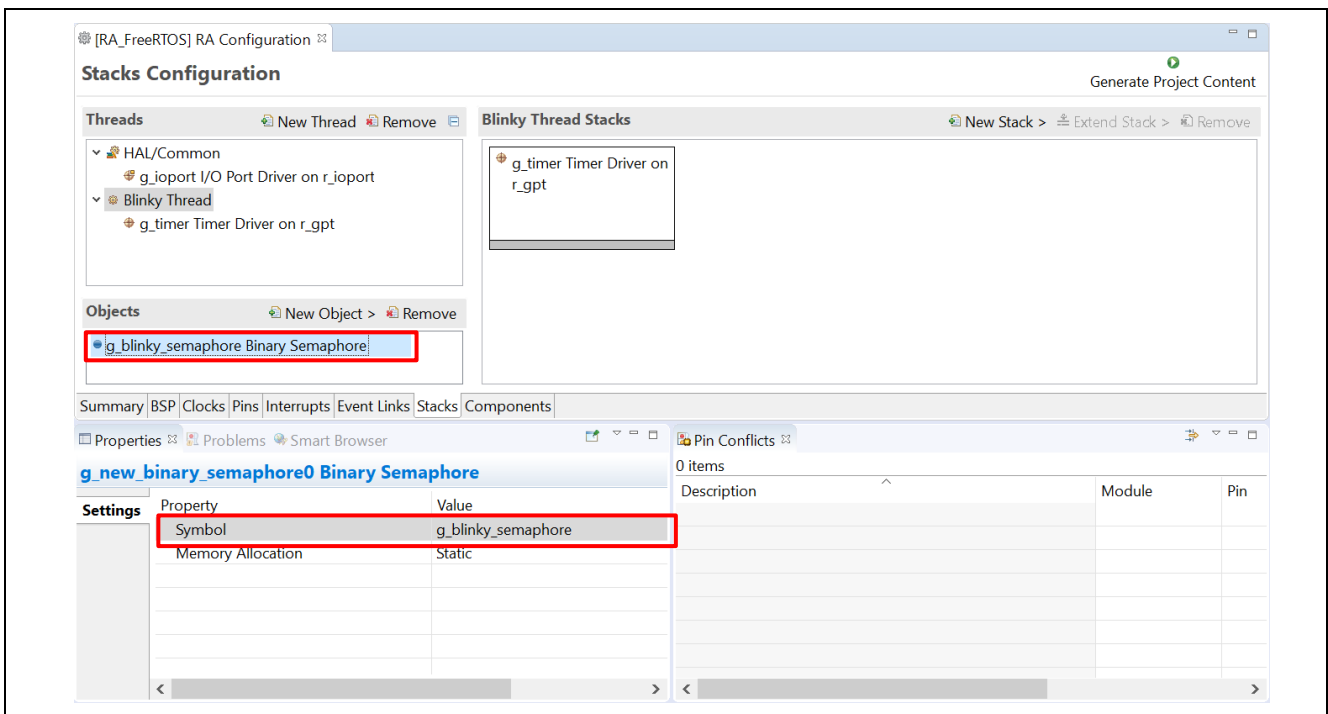 [RA_FreeRTOS] RA Configuration
Stacks Configuration
Generate Project Content
Threads
New Thread
Remove
HAL/Common
g_ioport I/O Port Driver on r_ioport
Blinky Thread
g_timer Timer Driver on r_gpt
Blinky Thread Stacks
New Stack >
Extend Stack >
Remove
g_timer Timer Driver on
r_gpt
Objects
New Object >
Remove
g_blinky_semaphore Binary Semaphore
Summary BSP Clocks Pins Interrupts Event Links Stacks Components
Properties Problems Smart Browser
g_new_binary_semaphore0 Binary Semaphore
Settings
Property Value
Symbol g_blinky_semaphore
Memory Allocation Static
Pin Conflicts
0 items
Description Module Pin